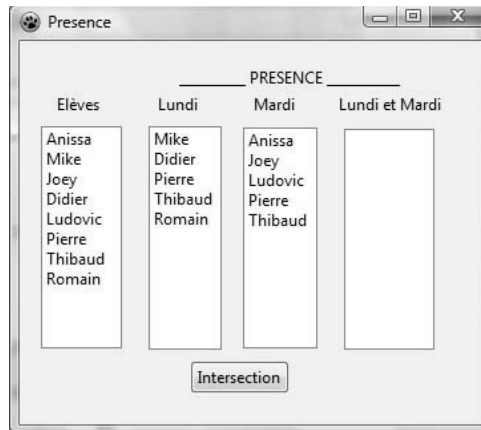 Presence
PRESENCE
Elèves Lundi Mardi Lundi et Mardi
Anissa
Mike
Joey
Didier
Ludovic
Pierre
Thibaud
Romain
Mike
Didier
Pierre
Thibaud
Romain
Anissa
Joey
Ludovic
Pierre
Thibaud
Intersection